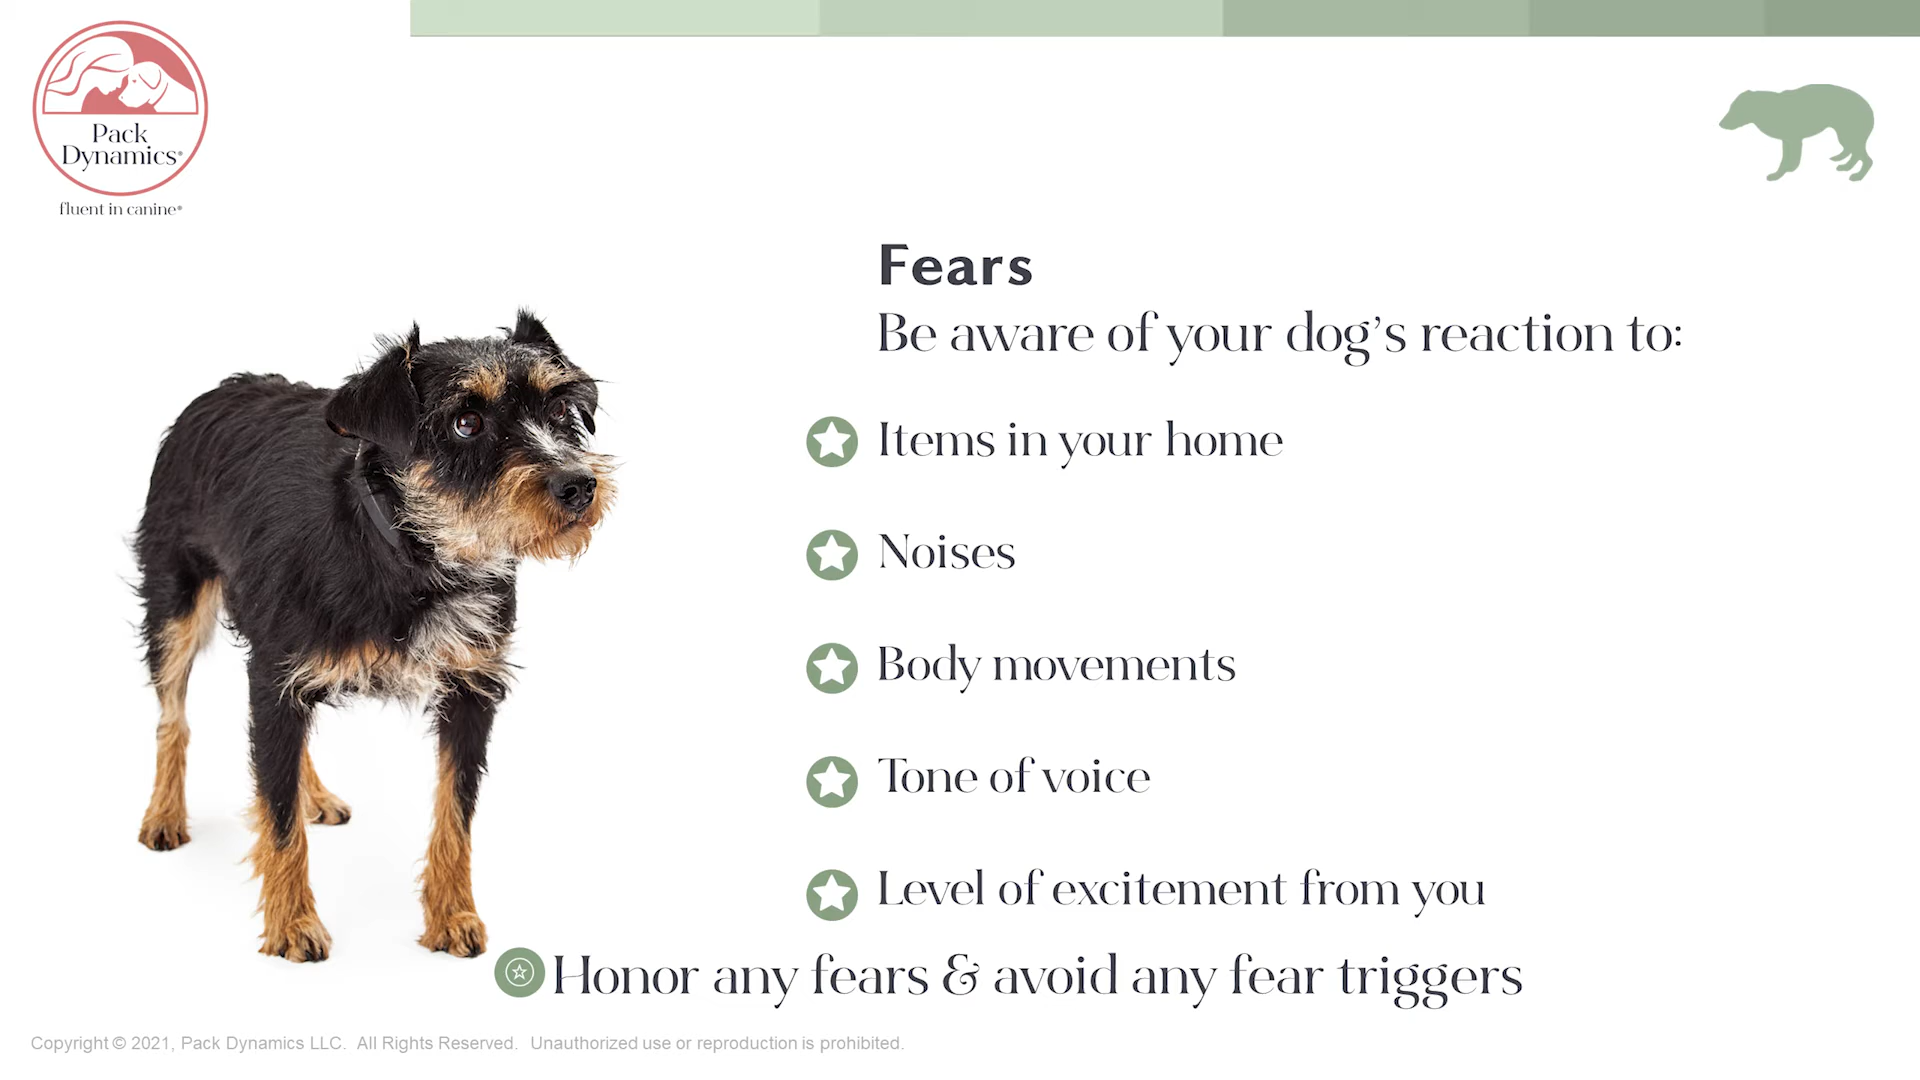 Pack
Dynamics®
fluent in canine®
Fears
Be aware of your dog’s reaction to:
Items in your home
Noises
Body movements
Tone of voice
Level of excitement from you
Honor any fears & avoid any fear triggers
Copyright © 2021, Pack Dynamics LLC. All Rights Reserved. Unauthorized use or reproduction is prohibited.